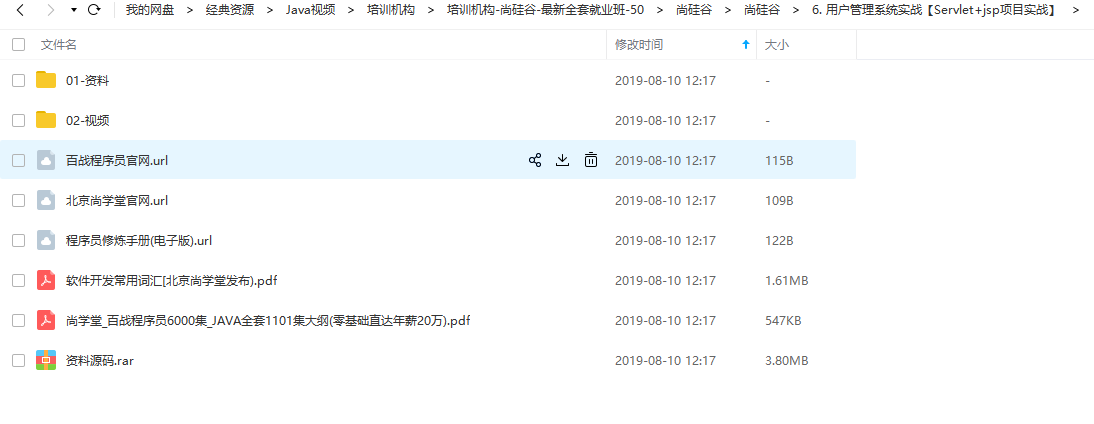 我的网盘 > 经典资源 > Java视频 > 培训机构 > 培训机构-尚硅谷-最新全套就业班-50 > 尚硅谷 > 尚硅谷 > 6. 用户管理系统实战【Servlet+jsp项目实战】 >
文件名 修改时间 大小
01-资料 2019-08-10 12:17 -
02-视频 2019-08-10 12:17 -
百战程序员官网.url 2019-08-10 12:17 115B
北京尚学堂官网.url 2019-08-10 12:17 109B
程序员修炼手册(电子版).url 2019-08-10 12:17 122B
软件开发常用词汇[北京尚学堂发布).pdf 2019-08-10 12:17 1.61MB
尚学堂_百战程序员6000集_JAVA全套1101集大纲(零基础直达年薪20万).pdf 2019-08-10 12:17 547KB
资料源码.rar 2019-08-10 12:17 3.80MB